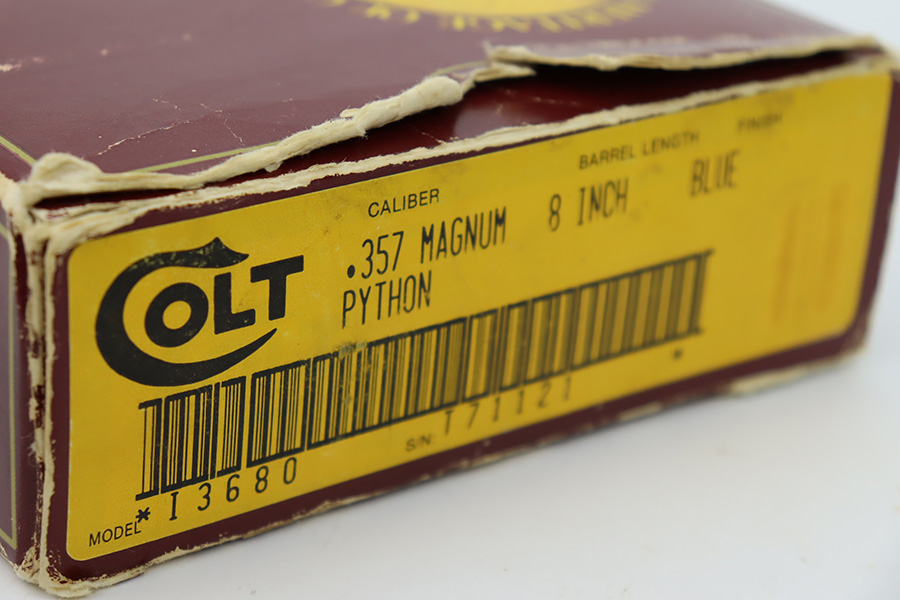 CALIBER BARREL LENGTH FINISH
COLT .357 MAGNUM 8 INCH BLUE
PYTHON
S/N: T71121 *
MODEL * I3680